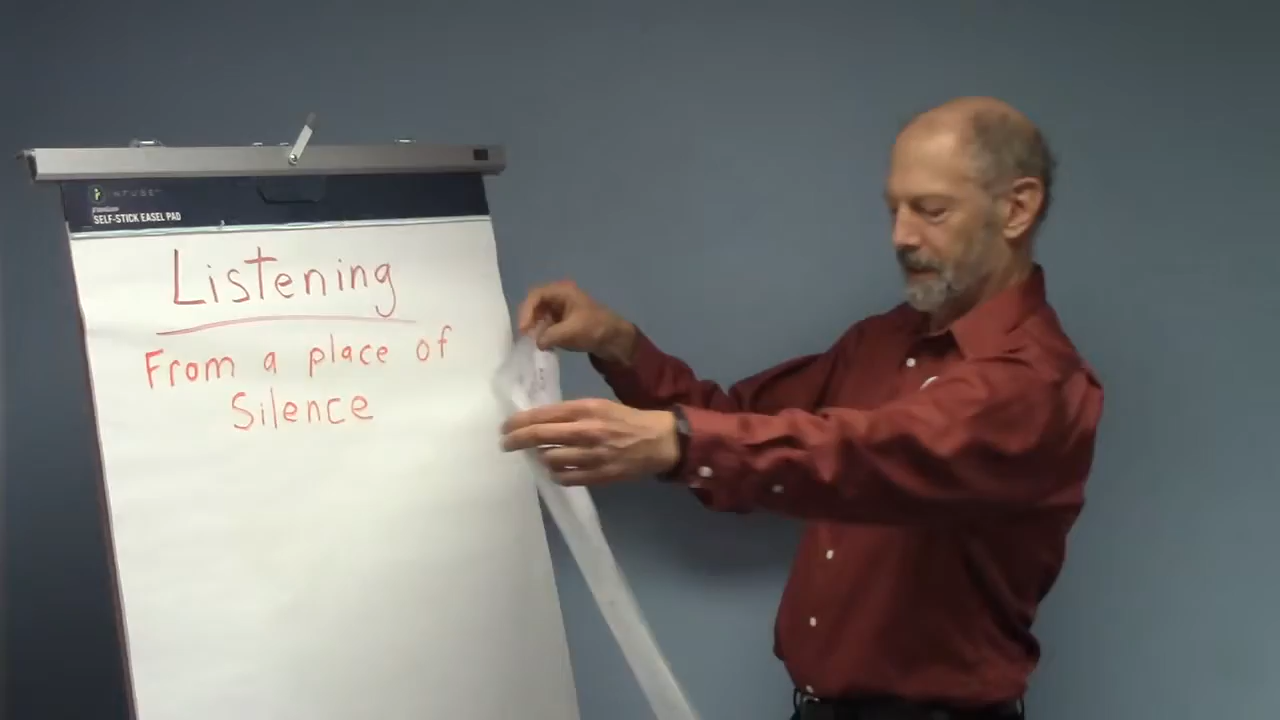 SELF-STICK EASEL PAD
Listening
From a place of
Silence